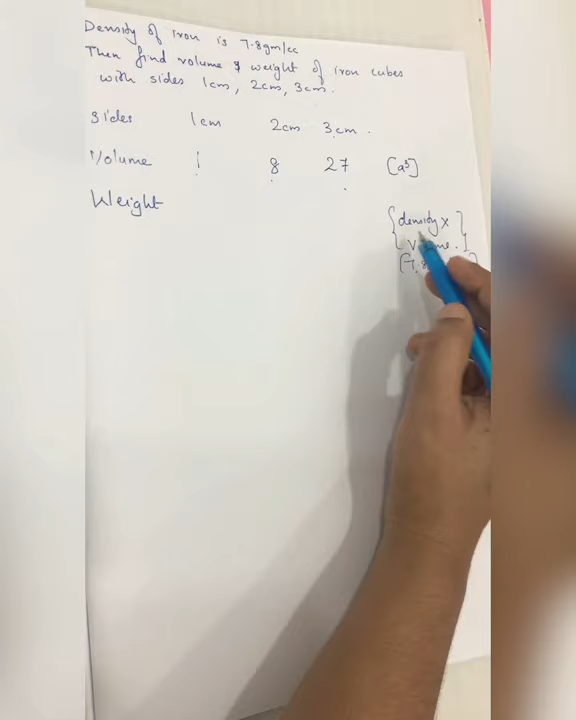 Density of iron is 7.8gm/cc
Then find volume & weight of iron cubes
with sides 1cm, 2cm, 3cm.
Sides 1cm 2cm 3cm.
Volume 1 8 27 [a³]
Weight {density x